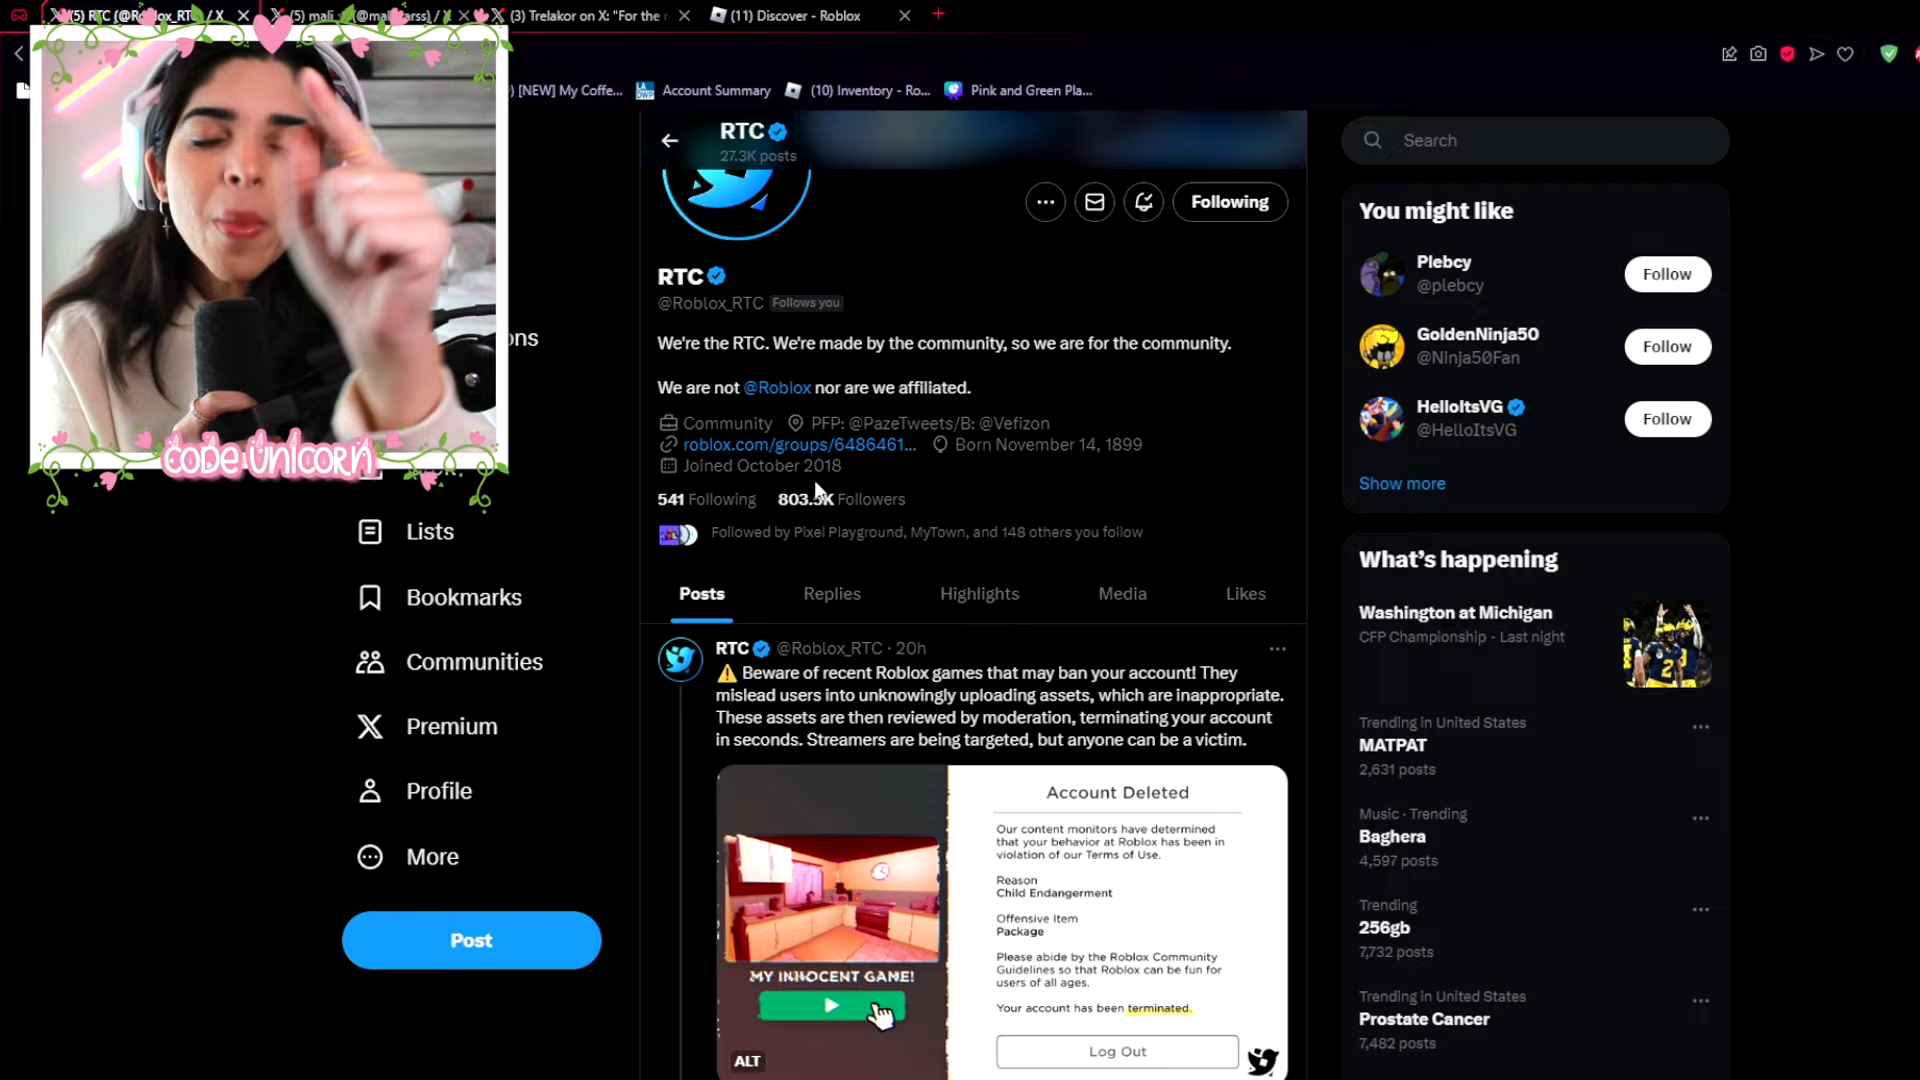 (5) RTC (@Roblox_RTC) / X
(3) Trelakor on X: "For the
(11) Discover - Roblox
[NEW] My Coffe...
Account Summary
(10) Inventory - Ro...
Pink and Green Pla...
CODE UNICORN
Lists
Bookmarks
Communities
Premium
Profile
More
Post
RTC
27.3K posts
Following
RTC
@Roblox_RTC Follows you
We're the RTC. We're made by the community, so we are for the community.
We are not @Roblox nor are we affiliated.
Community PFP: @PazeTweets/B: @Vefizon
roblox.com/groups/6486461... Born November 14, 1899
Joined October 2018
541 Following 803.5K Followers
Followed by Pixel Playground, MyTown, and 148 others you follow
Posts Replies Highlights Media Likes
RTC @Roblox_RTC · 20h
⚠️ Beware of recent Roblox games that may ban your account! They
mislead users into unknowingly uploading assets, which are inappropriate.
These assets are then reviewed by moderation, terminating your account
in seconds. Streamers are being targeted, but anyone can be a victim.
MY INNOCENT GAME!
ALT
Account Deleted
Our content monitors have determined
that your behavior at Roblox has been in
violation of our Terms of Use.
Reason
Child Endangerment
Offensive Item
Package
Please abide by the Roblox Community
Guidelines so that Roblox can be fun for
users of all ages.
Your account has been terminated.
Log Out
Search
You might like
Plebcy
@plebcy
Follow
GoldenNinja50
@Ninja50Fan
Follow
HelloItsVG
@HelloItsVG
Follow
Show more
What's happening
Washington at Michigan
CFP Championship · Last night
Trending in United States
MATPAT
2,631 posts
Music · Trending
Baghera
4,597 posts
Trending
256gb
7,732 posts
Trending in United States
Prostate Cancer
7,482 posts